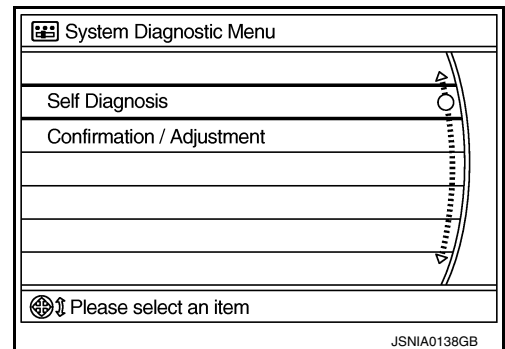 System Diagnostic Menu
Self Diagnosis
Confirmation / Adjustment
Please select an item
JSNIA0138GB